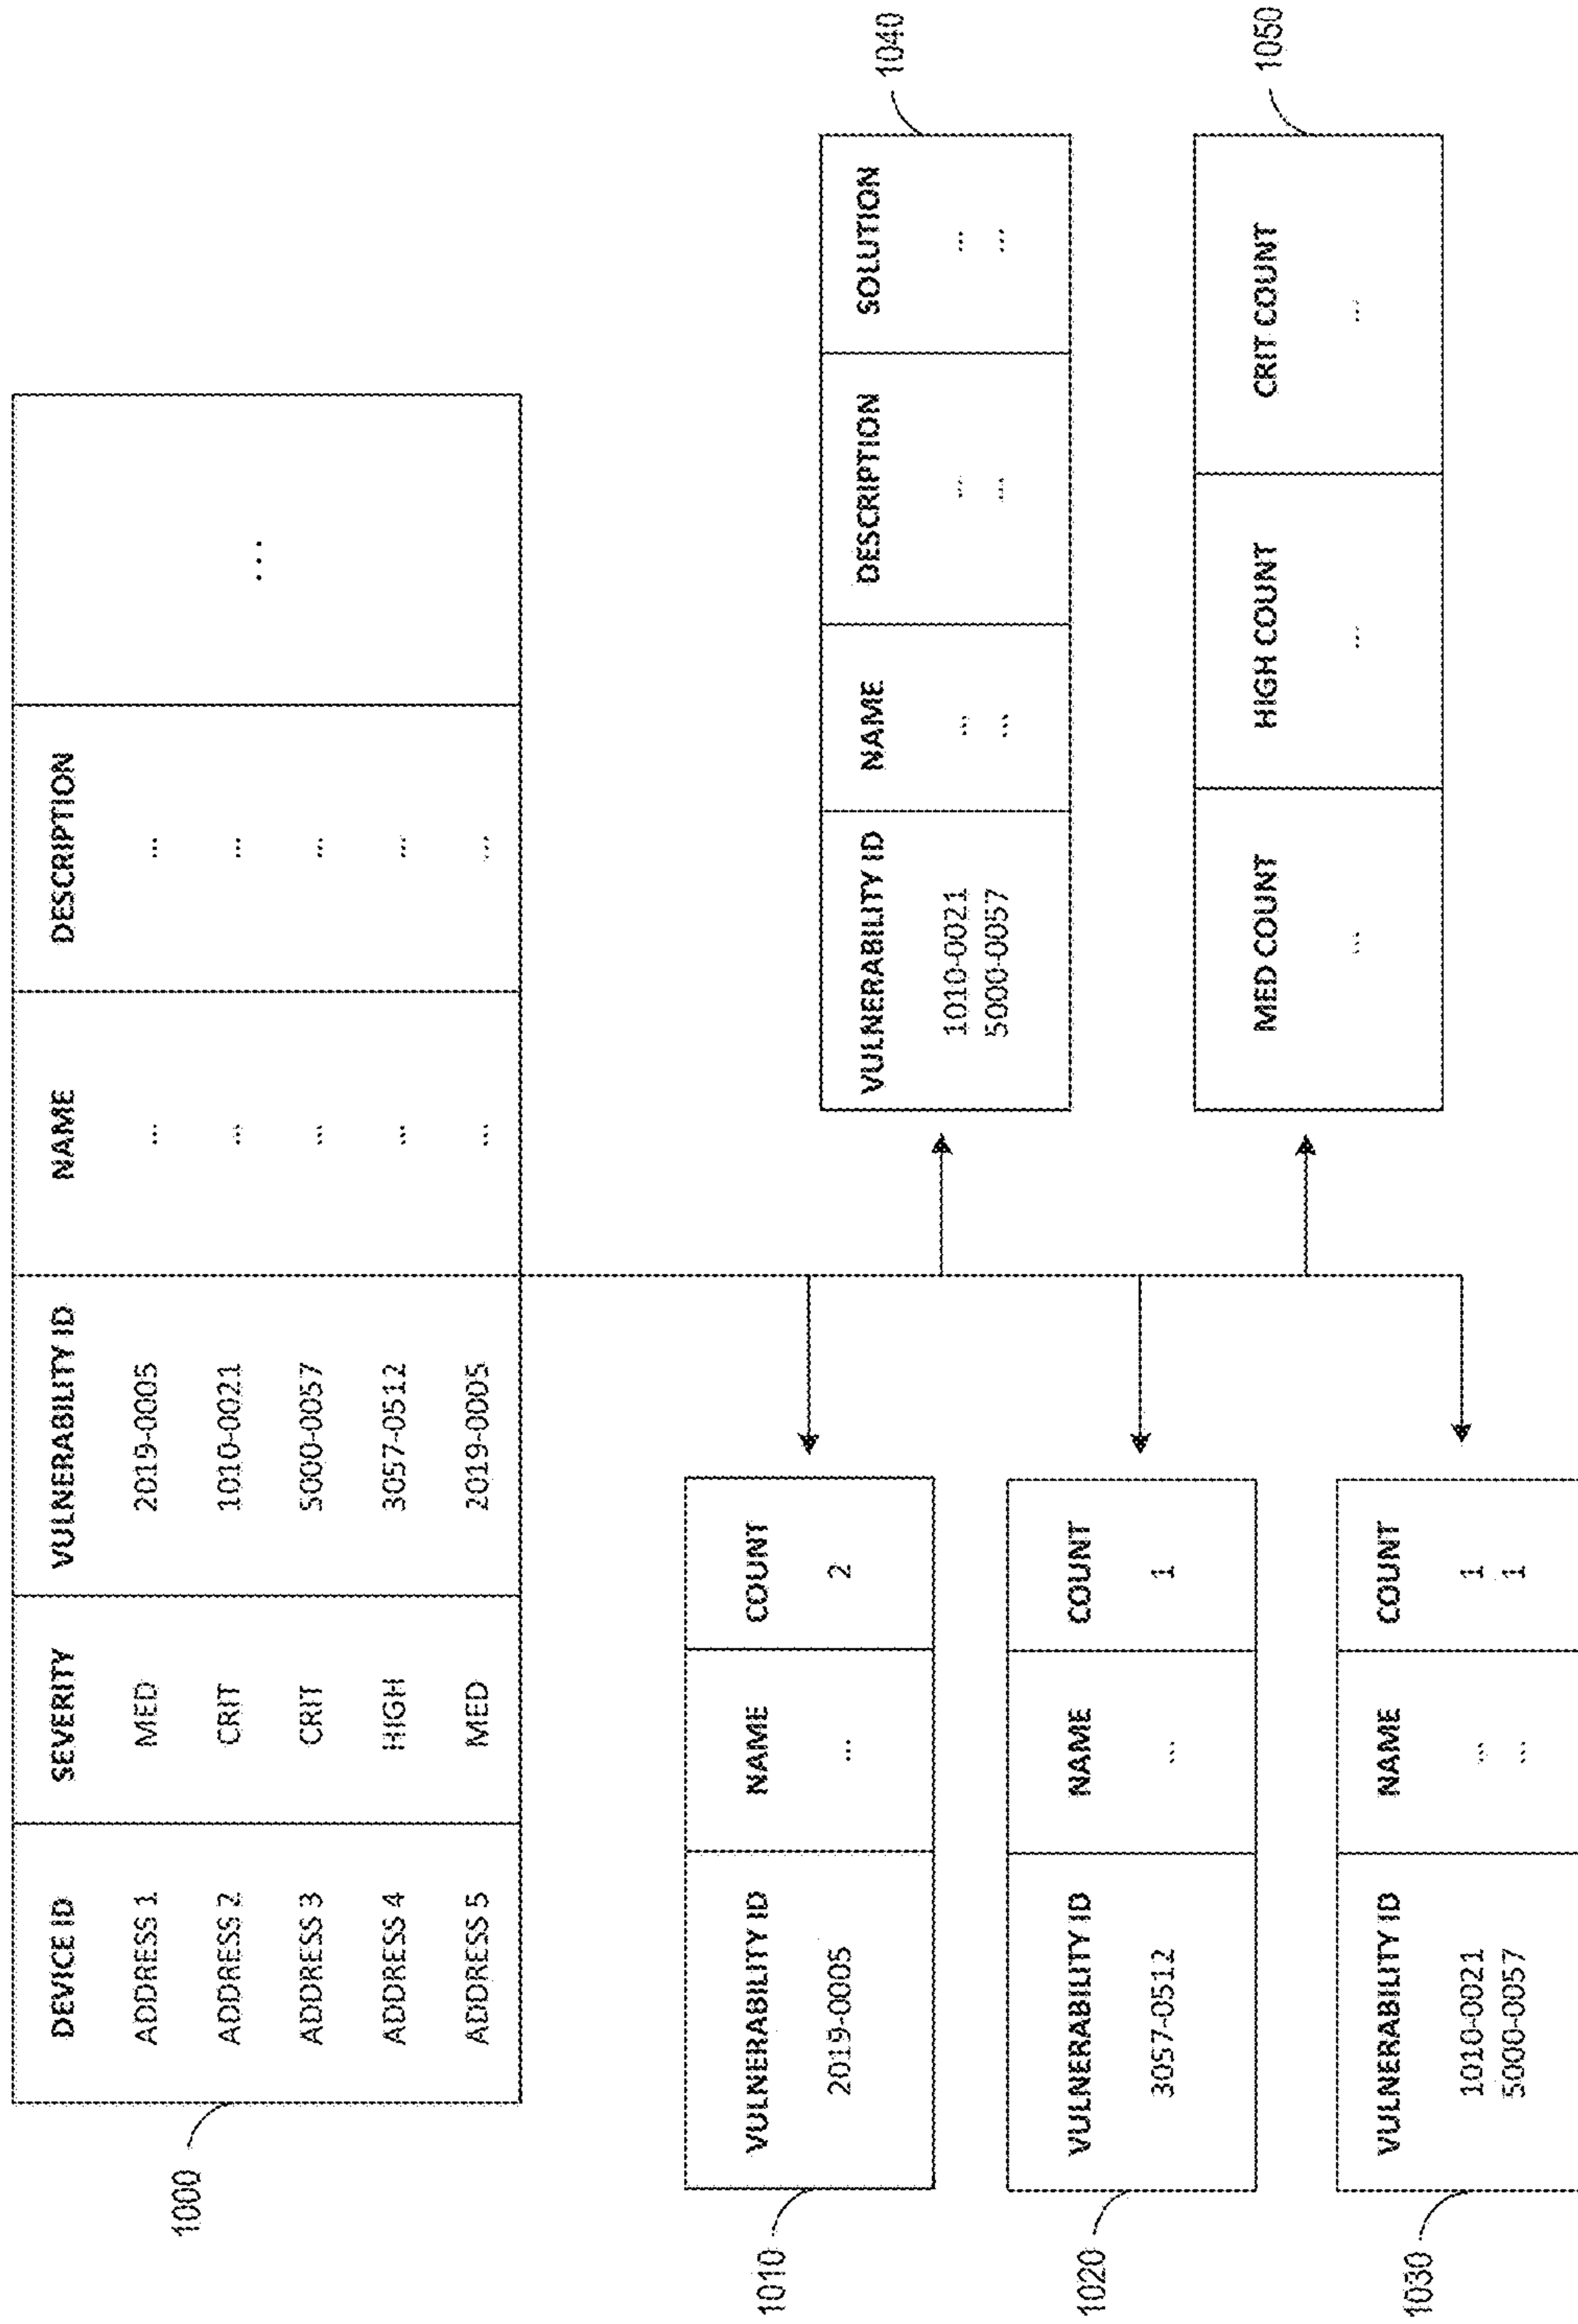 1000
DEVICE ID SEVERITY VULNERABILITY ID NAME DESCRIPTION ...
ADDRESS 1 MED 2019-0005 ... ...
ADDRESS 2 CRIT 1010-0021 ... ...
ADDRESS 3 CRIT 5000-0057 ... ...
ADDRESS 4 HIGH 3057-0512 ... ...
ADDRESS 5 MED 2019-0005 ... ...
1010
VULNERABILITY ID NAME COUNT
2019-0005 ... 2
1020
VULNERABILITY ID NAME COUNT
3057-0512 ... 1
1030
VULNERABILITY ID NAME COUNT
1010-0021 ... 1
5000-0057 ... 1
1040
VULNERABILITY ID NAME DESCRIPTION SOLUTION
1010-0021 ... ... ...
5000-0057 ... ... ...
1050
MED COUNT HIGH COUNT CRIT COUNT
... ... ...